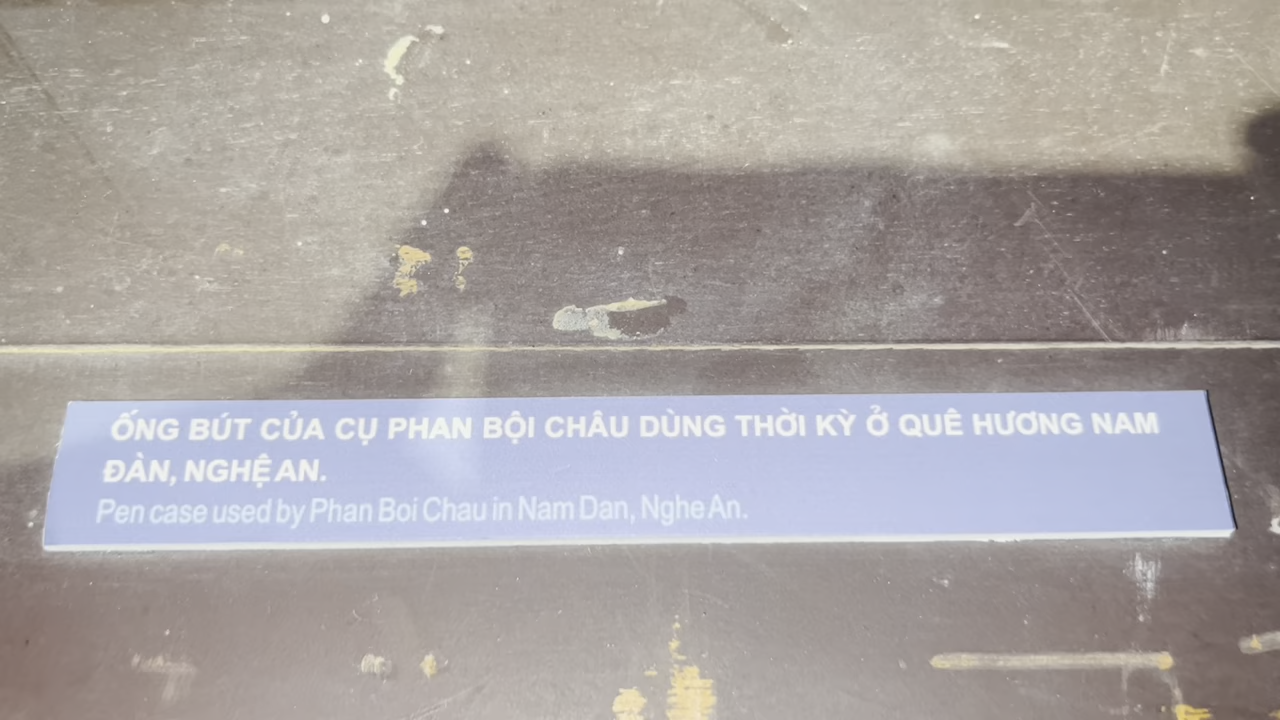 ỐNG BÚT CỦA CỤ PHAN BỘI CHÂU DÙNG THỜI KỲ Ở QUÊ HƯƠNG NAM
ĐÀN, NGHỆ AN.
Pen case used by Phan Boi Chau in Nam Dan, Nghe An.